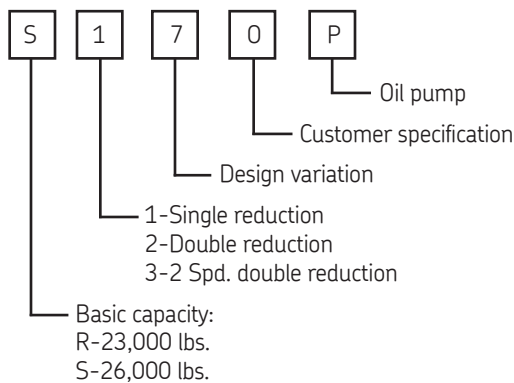 S 1 7 0 P
Oil pump
Customer specification
Design variation
1-Single reduction
2-Double reduction
3-2 Spd. double reduction
Basic capacity:
R-23,000 lbs.
S-26,000 lbs.